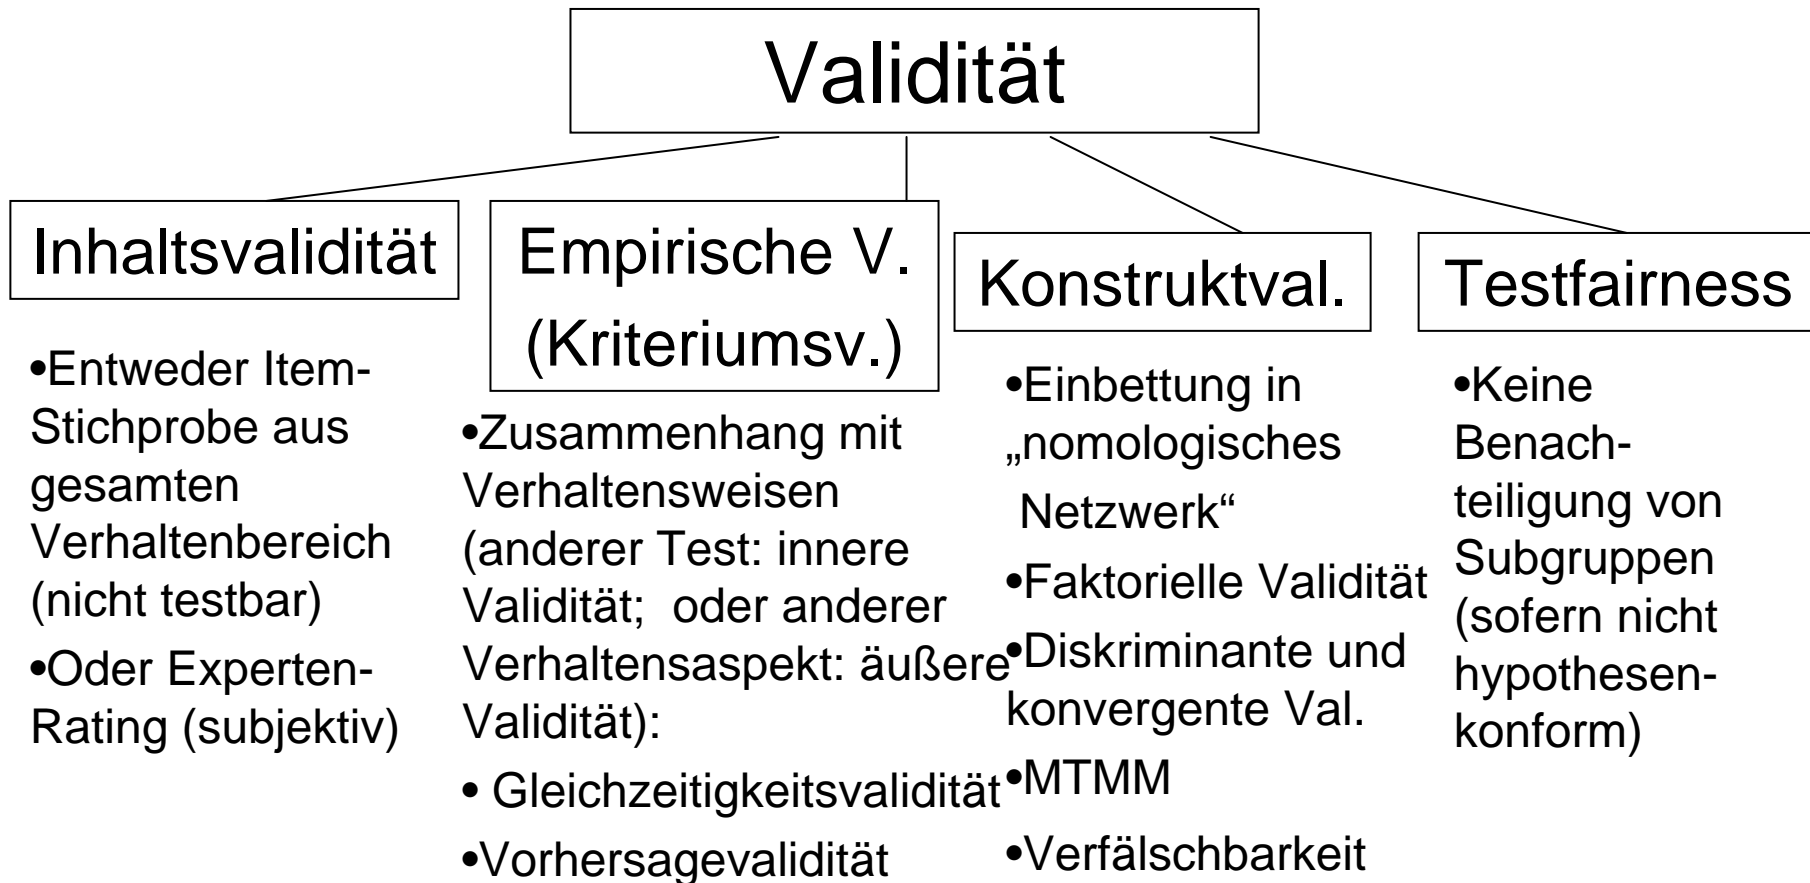 Validität
Inhaltsvalidität
•Entweder Item-
Stichprobe aus
gesamten
Verhaltenbereich
(nicht testbar)
•Oder Experten-
Rating (subjektiv)
Empirische V.
(Kriteriumsv.)
•Zusammenhang mit
Verhaltensweisen
(anderer Test: innere
Validität;  oder anderer
Verhaltensaspekt: äußere
Validität):
• Gleichzeitigkeitsvalidität
•Vorhersagevalidität
Konstruktval.
•Einbettung in
„nomologisches
Netzwerk“
•Faktorielle Validität
•Diskriminante und
konvergente Val.
•MTMM
•Verfälschbarkeit
Testfairness
•Keine
Benach-
teiligung von
Subgruppen
(sofern nicht
hypothesen-
konform)